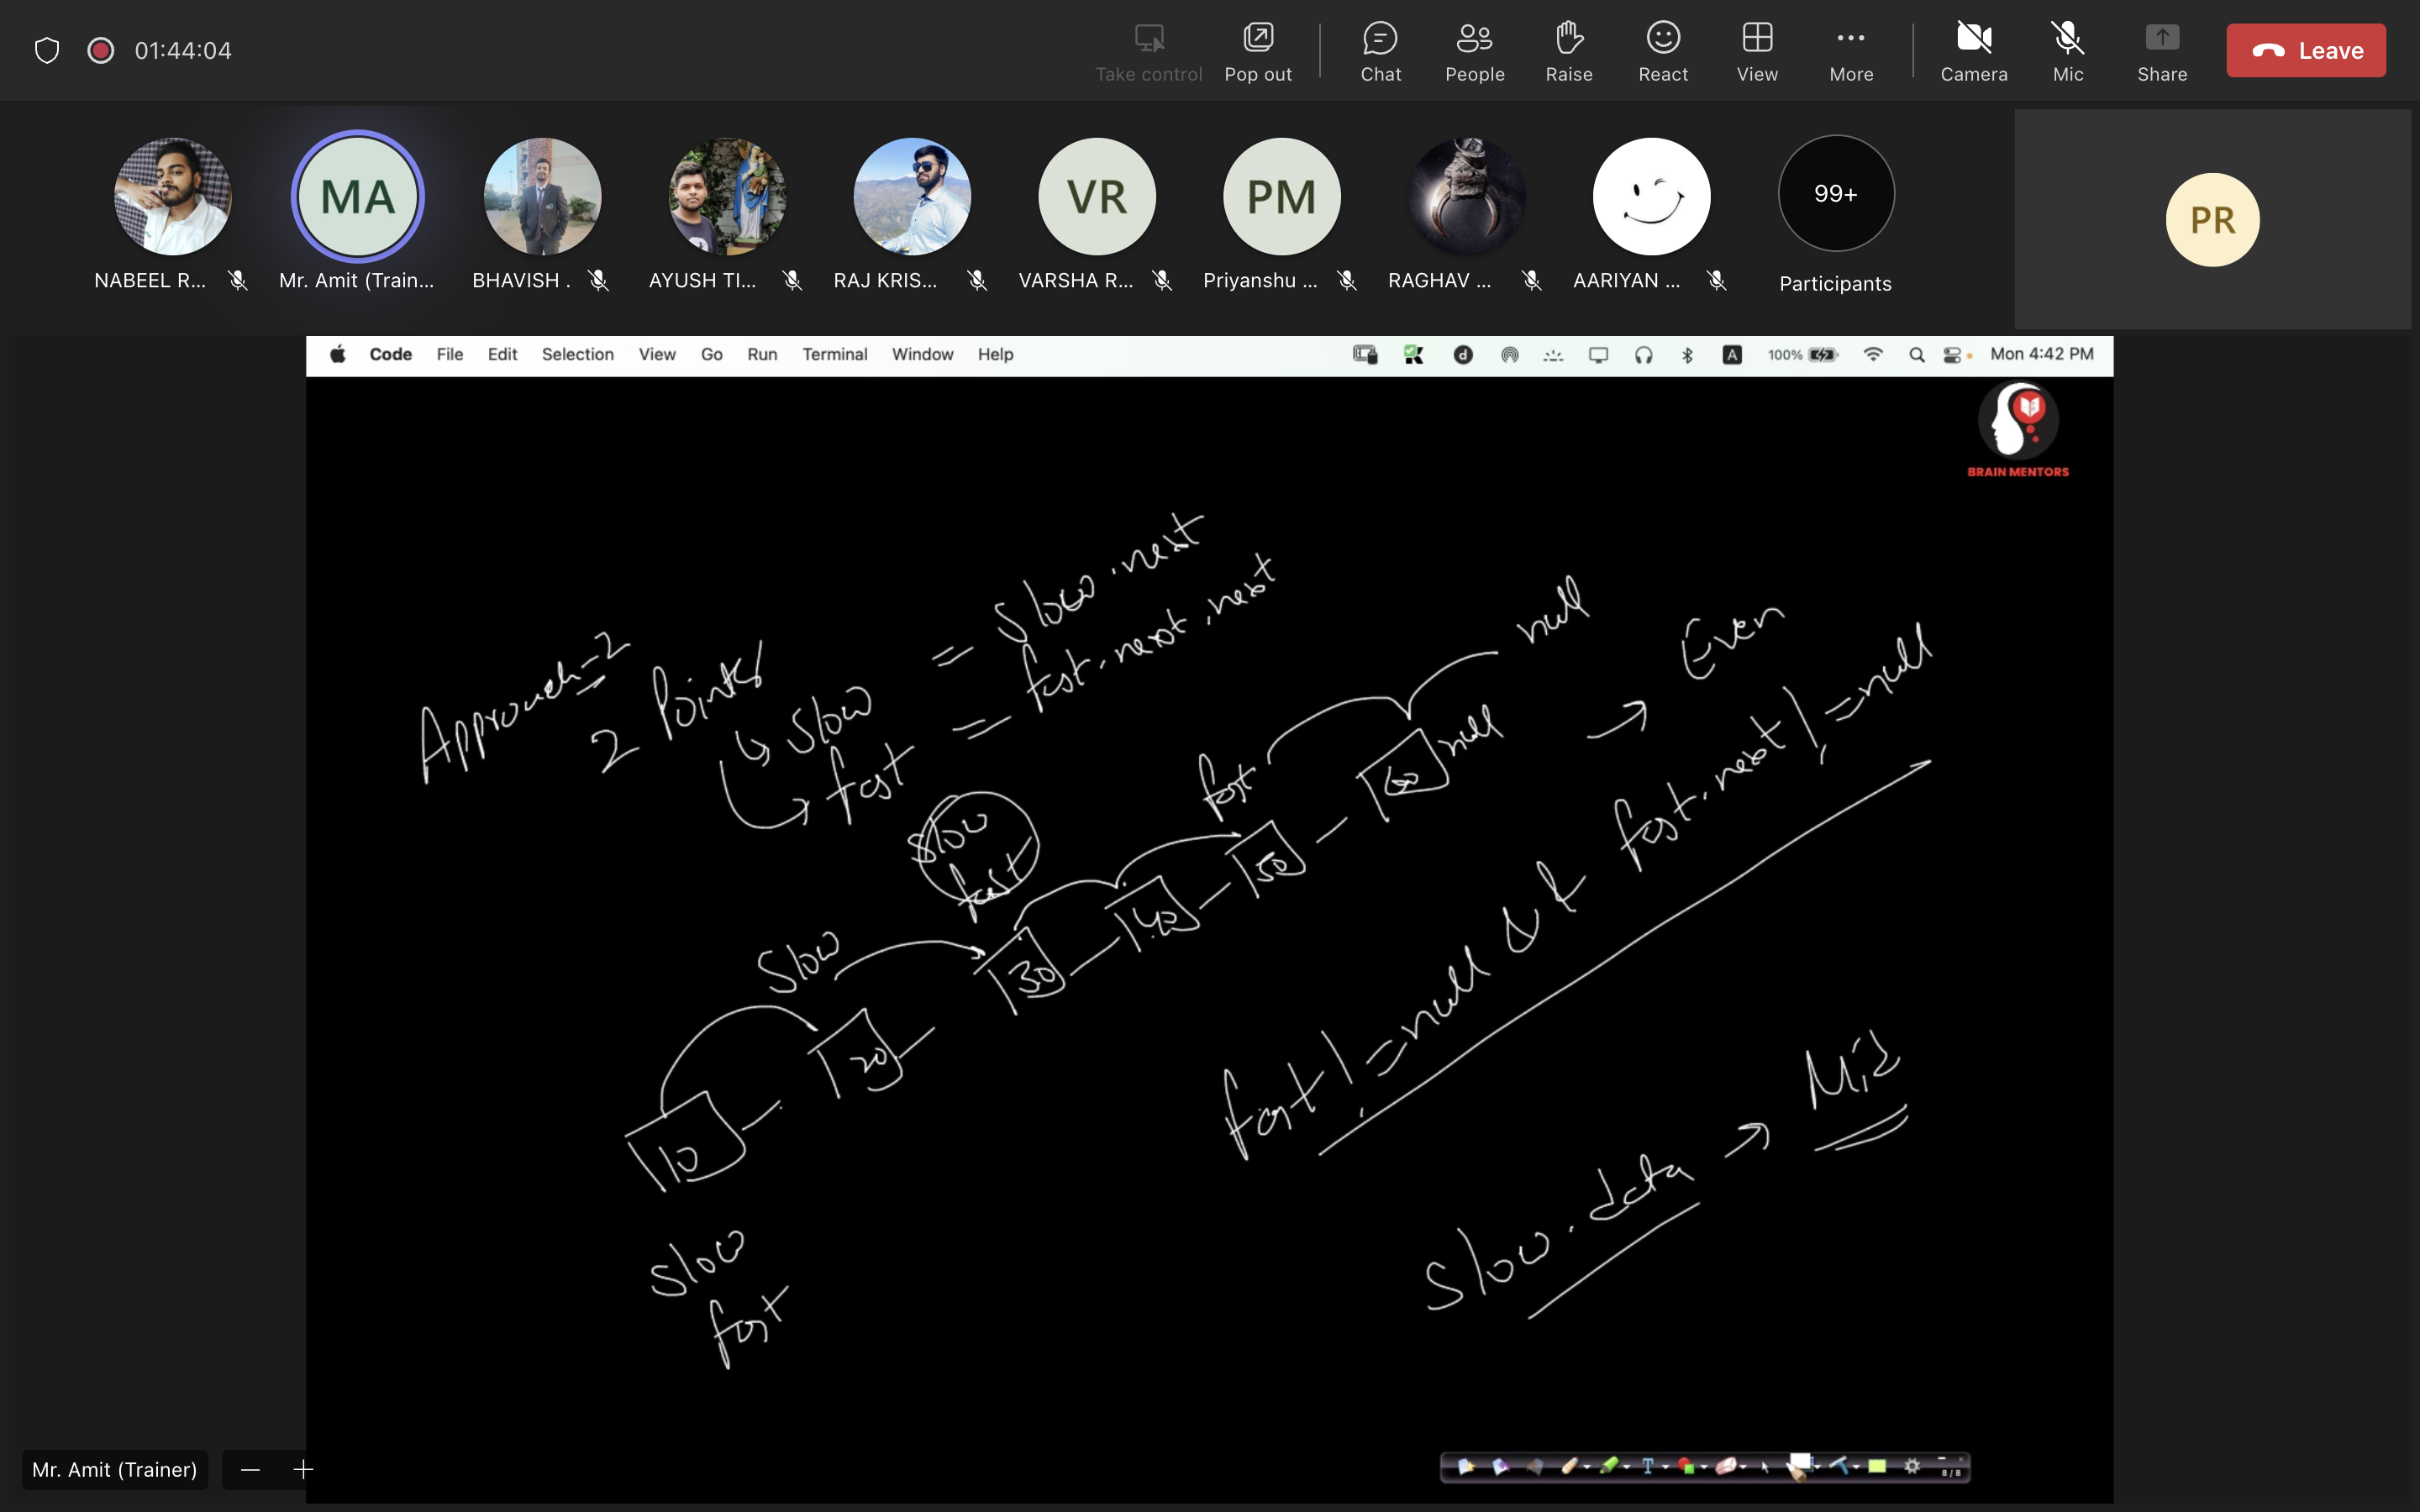 01:44:04
Take control
Pop out
Chat
People
Raise
React
View
More
Camera
Mic
Share
Leave
NABEEL R...
MA
Mr. Amit (Train...
BHAVISH .
AYUSH TI...
RAJ KRIS...
VR
VARSHA R...
PM
Priyanshu ...
RAGHAV ...
AARIYAN ...
99+
Participants
PR
Code File Edit Selection View Go Run Terminal Window Help
d
A
100%
Mon 4:42 PM
BRAIN MENTORS
Approach=2
2 Pointer
slow = slow.next
fast = fast.next.next
null
Even
slow
fast
fast
60 null
50
40
slow
30
20
10
slow
fast
fast != null && fast.next != null
slow.data → Mid
Mr. Amit (Trainer)
T
8/8